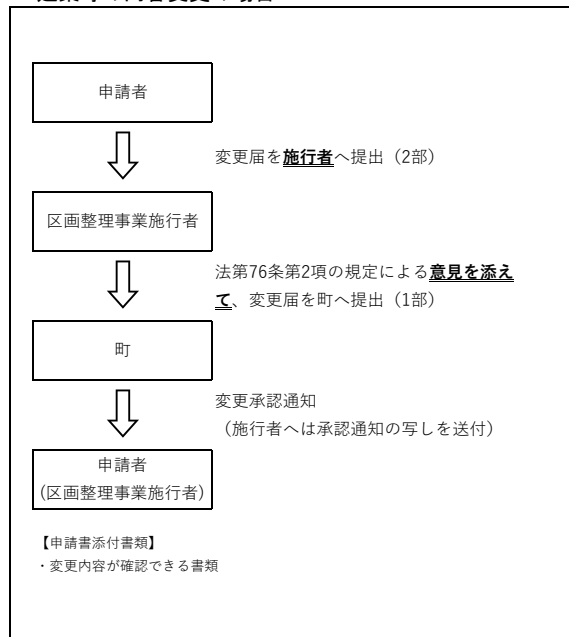 申請者
変更届を施行者へ提出（2部）
区画整理事業施行者
法第76条第2項の規定による意見を添え
て、変更届を町へ提出（1部）
町
変更承認通知
（施行者へは承認通知の写しを送付）
申請者
(区画整理事業施行者)
【申請書添付書類】
・変更内容が確認できる書類